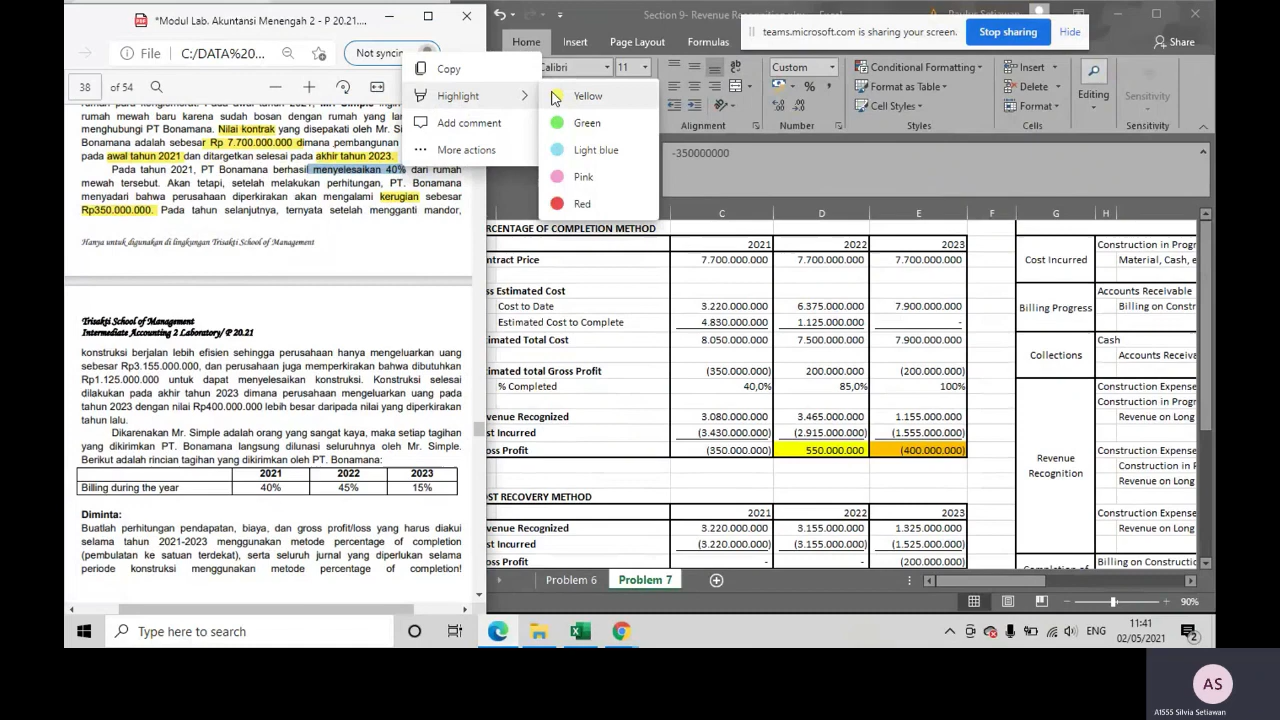 *Modul Lab. Akuntansi Menengah 2 - P 20.21....
File C:/DATA%20...
Not syncing
38 of 54
rumah mewah karena sudah bosan dengan rumah yang la
menghubungi PT Bonamana. Nilai kontrak yang disepakati oleh Mr. S
Bonamana adalah sebesar Rp 7.700.000.000 dimana pembangunan
pada awal tahun 2021 dan ditargetkan selesai pada akhir tahun 2023.
Pada tahun 2021, PT Bonamana berhasil menyelesaikan 40% dari rumah
mewah tersebut. Akan tetapi, setelah melakukan perhitungan, PT. Bonamana
menyadari bahwa perusahaan diperkirakan akan mengalami kerugian sebesar
Rp350.000.000. Pada tahun selanjutnya, ternyata setelah mengganti mandor,
Hanya untuk digunakan di lingkungan Trisakti School of Management
Trisakti School of Management
Intermediate Accounting 2 Laboratory/ P 20.21
konstruksi berjalan lebih efisien sehingga perusahaan hanya mengeluarkan uang
sebesar Rp3.155.000.000, dan perusahaan juga memperkirakan bahwa dibutuhkan
Rp1.125.000.000 untuk dapat menyelesaikan konstruksi. Konstruksi selesai
dilakukan pada akhir tahun 2023 dimana perusahaan mengeluarkan uang pada
tahun 2023 dengan nilai Rp400.000.000 lebih besar daripada nilai yang diperkirakan
tahun lalu.
Dikarenakan Mr. Simple adalah orang yang sangat kaya, maka setiap tagihan
yang dikirimkan PT. Bonamana langsung dilunasi seluruhnya oleh Mr. Simple.
Berikut adalah rincian tagihan yang dikirimkan oleh PT. Bonamana:
2021 2022 2023
Billing during the year 40% 45% 15%
Diminta:
Buatlah perhitungan pendapatan, biaya, dan gross profit/loss yang harus diakui
selama tahun 2021-2023 menggunakan metode percentage of completion
(pembulatan ke satuan terdekat), serta seluruh jurnal yang diperlukan selama
periode konstruksi menggunakan metode percentage of completion!
Copy
Highlight
Add comment
More actions
Yellow
Green
Light blue
Pink
Red
Section 9- Revenue Recognition
teams.microsoft.com is sharing your screen.
Stop sharing
Hide
Home Insert Page Layout Formulas
Share
Calibri 11
Custom
Conditional Formatting
Format as Table
Cell Styles
Insert
Delete
Format
Editing
Sensitivity
Alignment Number Styles Cells Sensitivity
-350000000
C D E F G H
PERCENTAGE OF COMPLETION METHOD
2021 2022 2023
ntract Price 7.700.000.000 7.700.000.000 7.700.000.000
ss Estimated Cost
Cost to Date 3.220.000.000 6.375.000.000 7.900.000.000
Estimated Cost to Complete 4.830.000.000 1.125.000.000 -
timated Total Cost 8.050.000.000 7.500.000.000 7.900.000.000
timated total Gross Profit (350.000.000) 200.000.000 (200.000.000)
% Completed 40,0% 85,0% 100%
venue Recognized 3.080.000.000 3.465.000.000 1.155.000.000
st Incurred (3.430.000.000) (2.915.000.000) (1.555.000.000)
oss Profit (350.000.000) 550.000.000 (400.000.000)
OST RECOVERY METHOD
2021 2022 2023
venue Recognized 3.220.000.000 3.155.000.000 1.325.000.000
st Incurred (3.220.000.000) (3.155.000.000) (1.525.000.000)
oss Profit - - (200.000.000)
Cost Incurred
Construction in Progr
Material, Cash, e
Billing Progress
Accounts Receivable
Billing on Constr
Collections
Cash
Accounts Receiva
Revenue Recognition
Construction Expens
Construction in Prog
Revenue on Long
Construction Expens
Construction in P
Revenue on Long
Construction Expens
Revenue on Long
Completion of
Billing on Constructio
Problem 6 Problem 7
90%
Type here to search
ENG
11:41
02/05/2021
2
AS
A1555 Silvia Setiawan